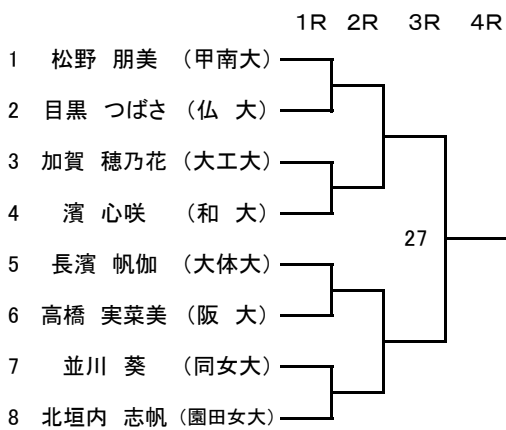 1R 2R 3R 4R
1 松野 朋美 （甲南大）
2 目黒 つばさ （仏 大）
3 加賀 穂乃花 （大工大）
4 濱 心咲 （和 大）
27
5 長濱 帆伽 （大体大）
6 高橋 実菜美 （阪 大）
7 並川 葵 （同女大）
8 北垣内 志帆 （園田女大）